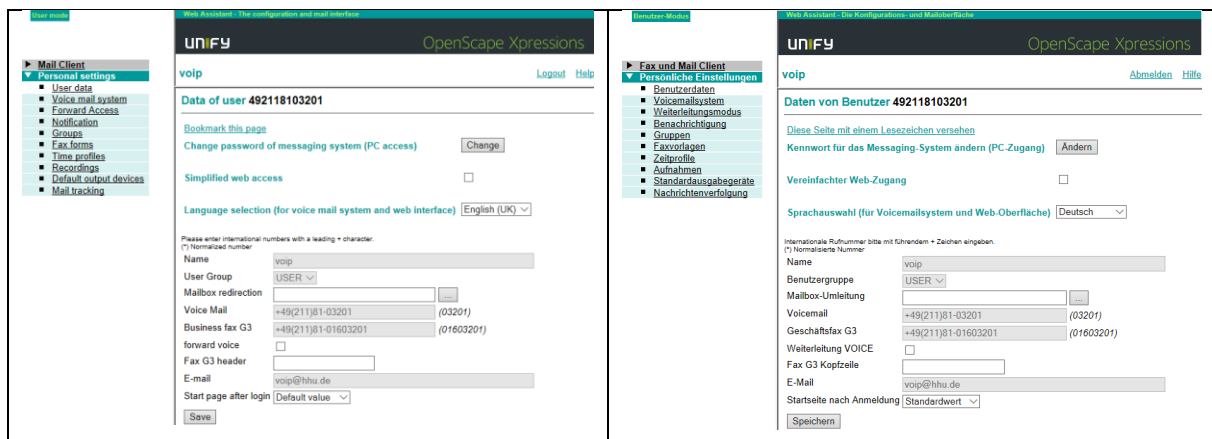 User mode
Web Assistant - The configuration and mail interface
UNIFY OpenScape Xpressions
Mail Client
Personal settings
User data
Voice mail system
Forward Access
Notification
Groups
Fax forms
Time profiles
Recordings
Default output devices
Mail tracking
voip Logout Help
Data of user 492118103201
Bookmark this page
Change password of messaging system (PC access) Change
Simplified web access
Language selection (for voice mail system and web interface) English (UK)
Please enter international numbers with a leading + character.
(*) Normalized number
Name voip
User Group USER
Mailbox redirection ...
Voice Mail +49(211)81-03201 (03201)
Business fax G3 +49(211)81-01603201 (01603201)
forward voice
Fax G3 header
E-mail voip@hhu.de
Start page after login Default value
Save
Benutzer-Modus
Web Assistant - Die Konfigurations- und Mailoberfläche
UNIFY OpenScape Xpressions
Fax und Mail Client
Persönliche Einstellungen
Benutzerdaten
Voicemailsystem
Weiterleitungsmodus
Benachrichtigung
Gruppen
Faxvorlagen
Zeitprofile
Aufnahmen
Standardausgabegeräte
Nachrichtenverfolgung
voip Abmelden Hilfe
Daten von Benutzer 492118103201
Diese Seite mit einem Lesezeichen versehen
Kennwort für das Messaging-System ändern (PC-Zugang) Ändern
Vereinfachter Web-Zugang
Sprachauswahl (für Voicemailsystem und Web-Oberfläche) Deutsch
Internationale Rufnummer bitte mit führendem + Zeichen eingeben.
(*) Normalisierte Nummer
Name voip
Benutzergruppe USER
Mailbox-Umleitung ...
Voicemail +49(211)81-03201 (03201)
Geschäftsfax G3 +49(211)81-01603201 (01603201)
Weiterleitung VOICE
Fax G3 Kopfzeile
E-Mail voip@hhu.de
Startseite nach Anmeldung Standardwert
Speichern